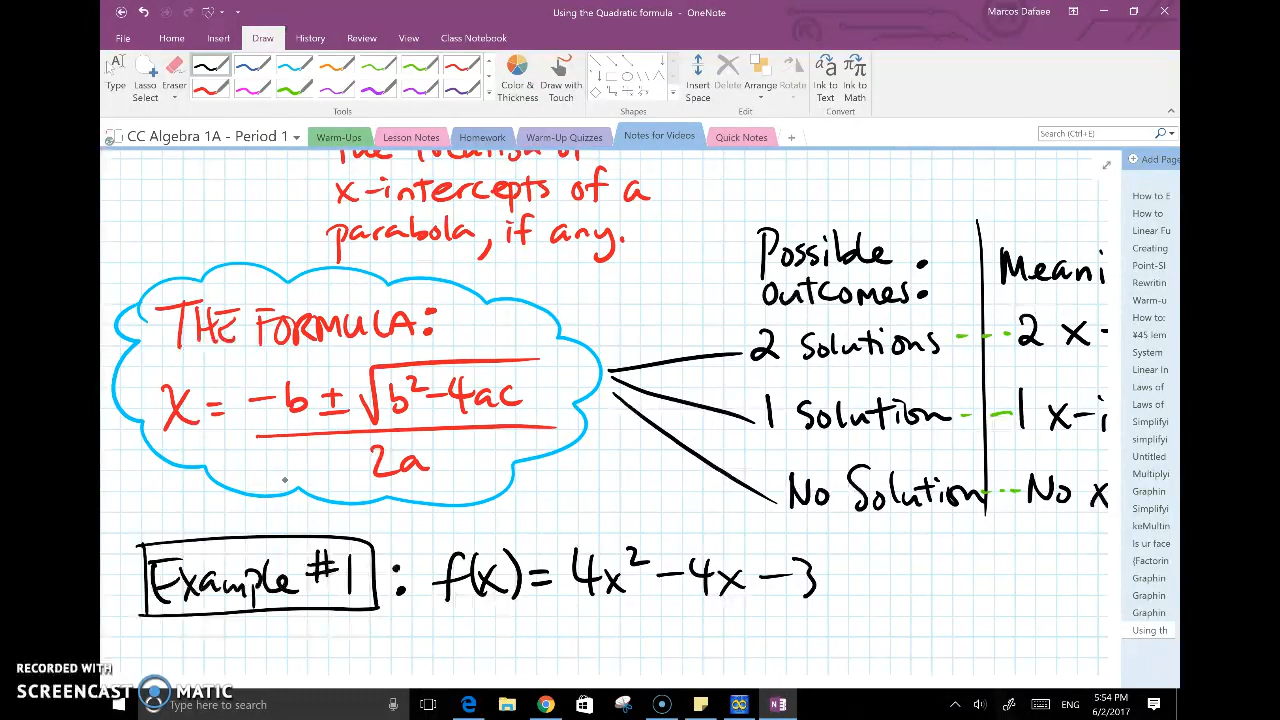 Using the Quadratic formula - OneNote
Marcos Dafaee
File Home Insert Draw History Review View Class Notebook
Type
Lasso Select
Eraser
Color & Thickness
Draw with Touch
Insert Space
Delete
Arrange
Rotate
Ink to Text
Ink to Math
Tools
Shapes
Edit
Convert
CC Algebra 1A - Period 1
Warm-Ups Lesson Notes Homework Warm-Up Quizzes Notes for Videos Quick Notes
Search (Ctrl+E)
Add Page
x-intercepts of a
parabola, if any.
THE FORMULA:
x = -b ± √b²-4ac
2a
Possible
outcomes:
2 Solutions
1 Solution
No Solution
Meani
2 x -
1 x-i
No x
Example #1 : f(x) = 4x² - 4x - 3
How to E
How to
Linear Fu
Creating
Point-Sl
Rewritin
Warm-u
How to:
¥45 lem
System
Linear in
Laws of
Laws of
Simplifyi
simplifyi
Untitled
Multiply
Graphin
Simplifyi
keMultin
Is ur face
{Factorin
Graphin
Graphin
Using th
RECORDED WITH
SCREENCAST MATIC
Type here to search
ENG
5:54 PM
6/2/2017